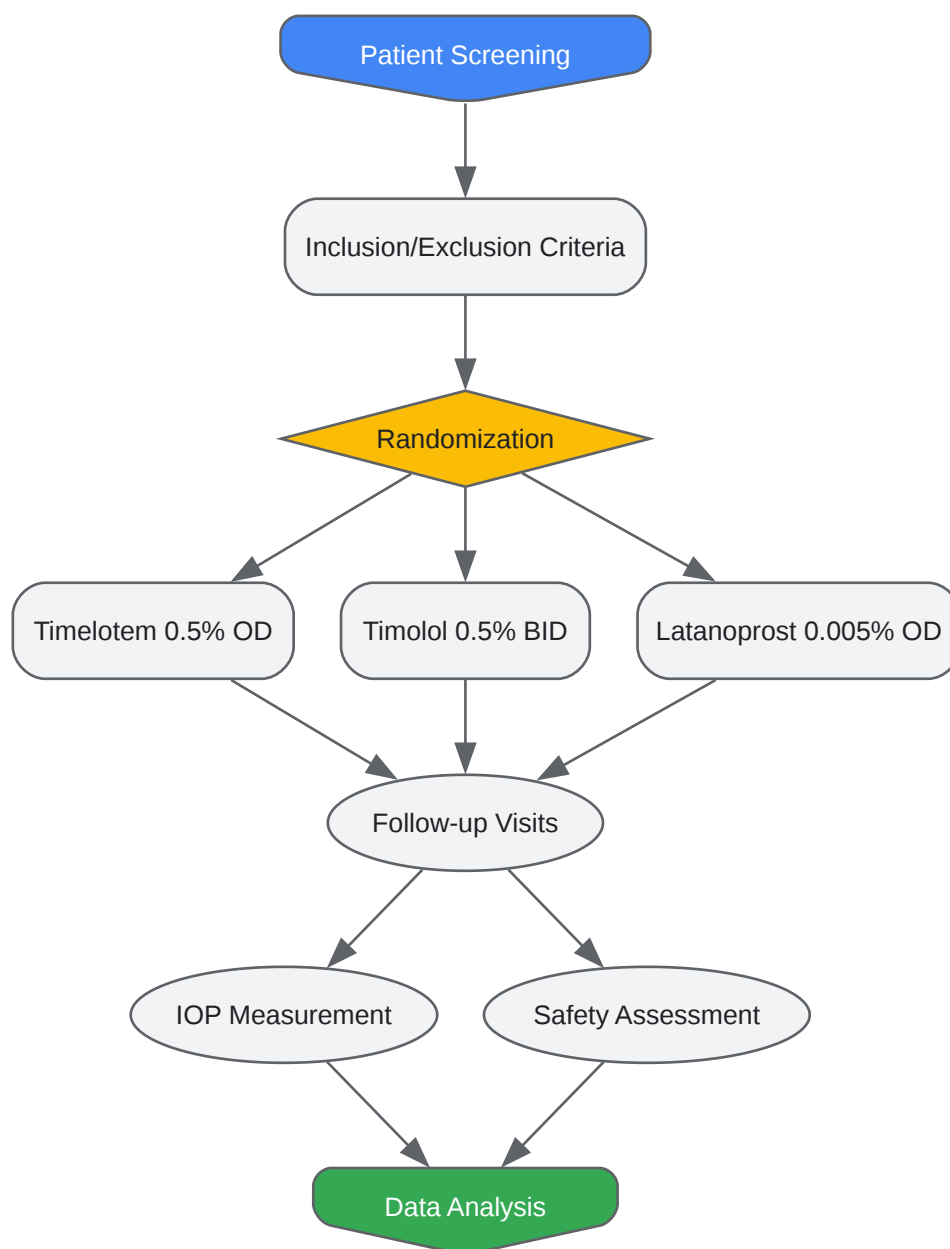 Patient Screening
Inclusion/Exclusion Criteria
Randomization
Timelotem 0.5% OD
Timolol 0.5% BID
Latanoprost 0.005% OD
Follow-up Visits
IOP Measurement
Safety Assessment
Data Analysis